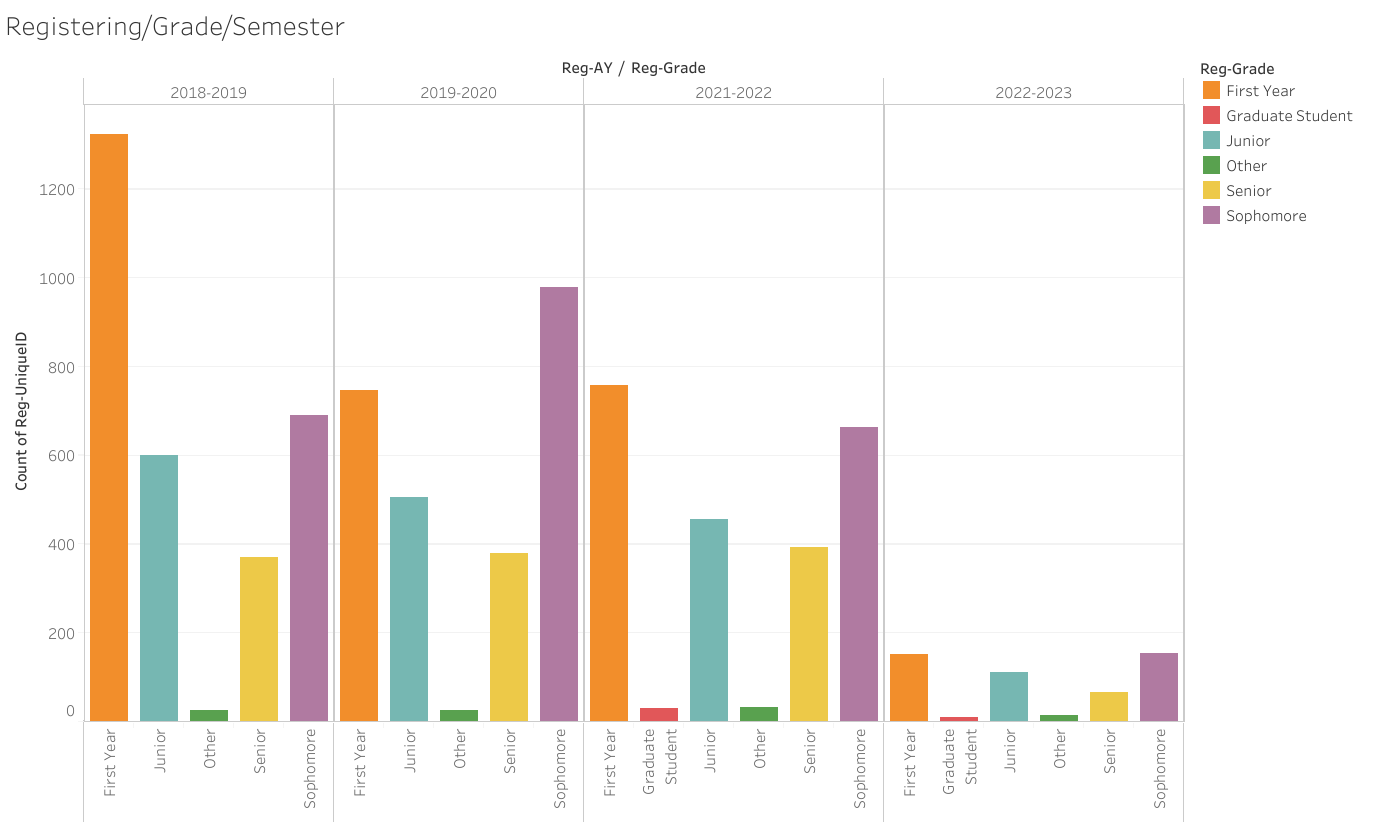 Registering/Grade/Semester
Reg-AY / Reg-Grade
2018-2019
2019-2020
2021-2022
2022-2023
Reg-Grade
First Year
Graduate Student
Junior
Other
Senior
Sophomore
Count of Reg-UniqueID
1200
1000
800
600
400
200
0
First Year
Junior
Other
Senior
Sophomore
First Year
Junior
Other
Senior
Sophomore
First Year
Graduate
Student
Junior
Other
Senior
Sophomore
First Year
Graduate
Student
Junior
Other
Senior
Sophomore